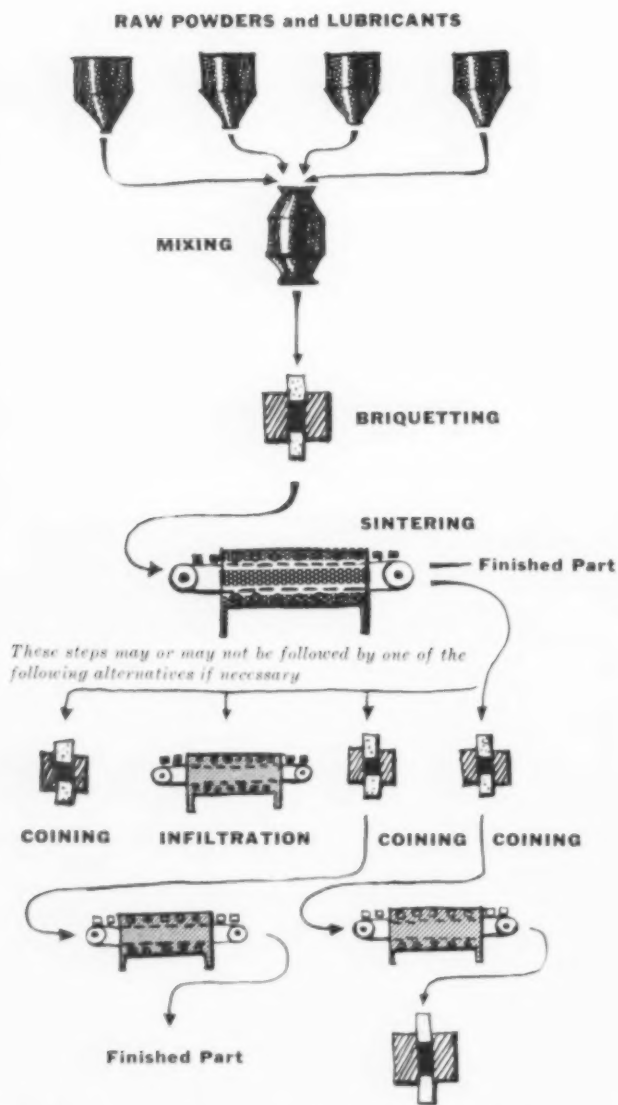 RAW POWDERS and LUBRICANTS
MIXING
BRIQUETTING
SINTERING
Finished Part
These steps may or may not be followed by one of the
following alternatives if necessary
COINING
INFILTRATION
COINING
COINING
Finished Part